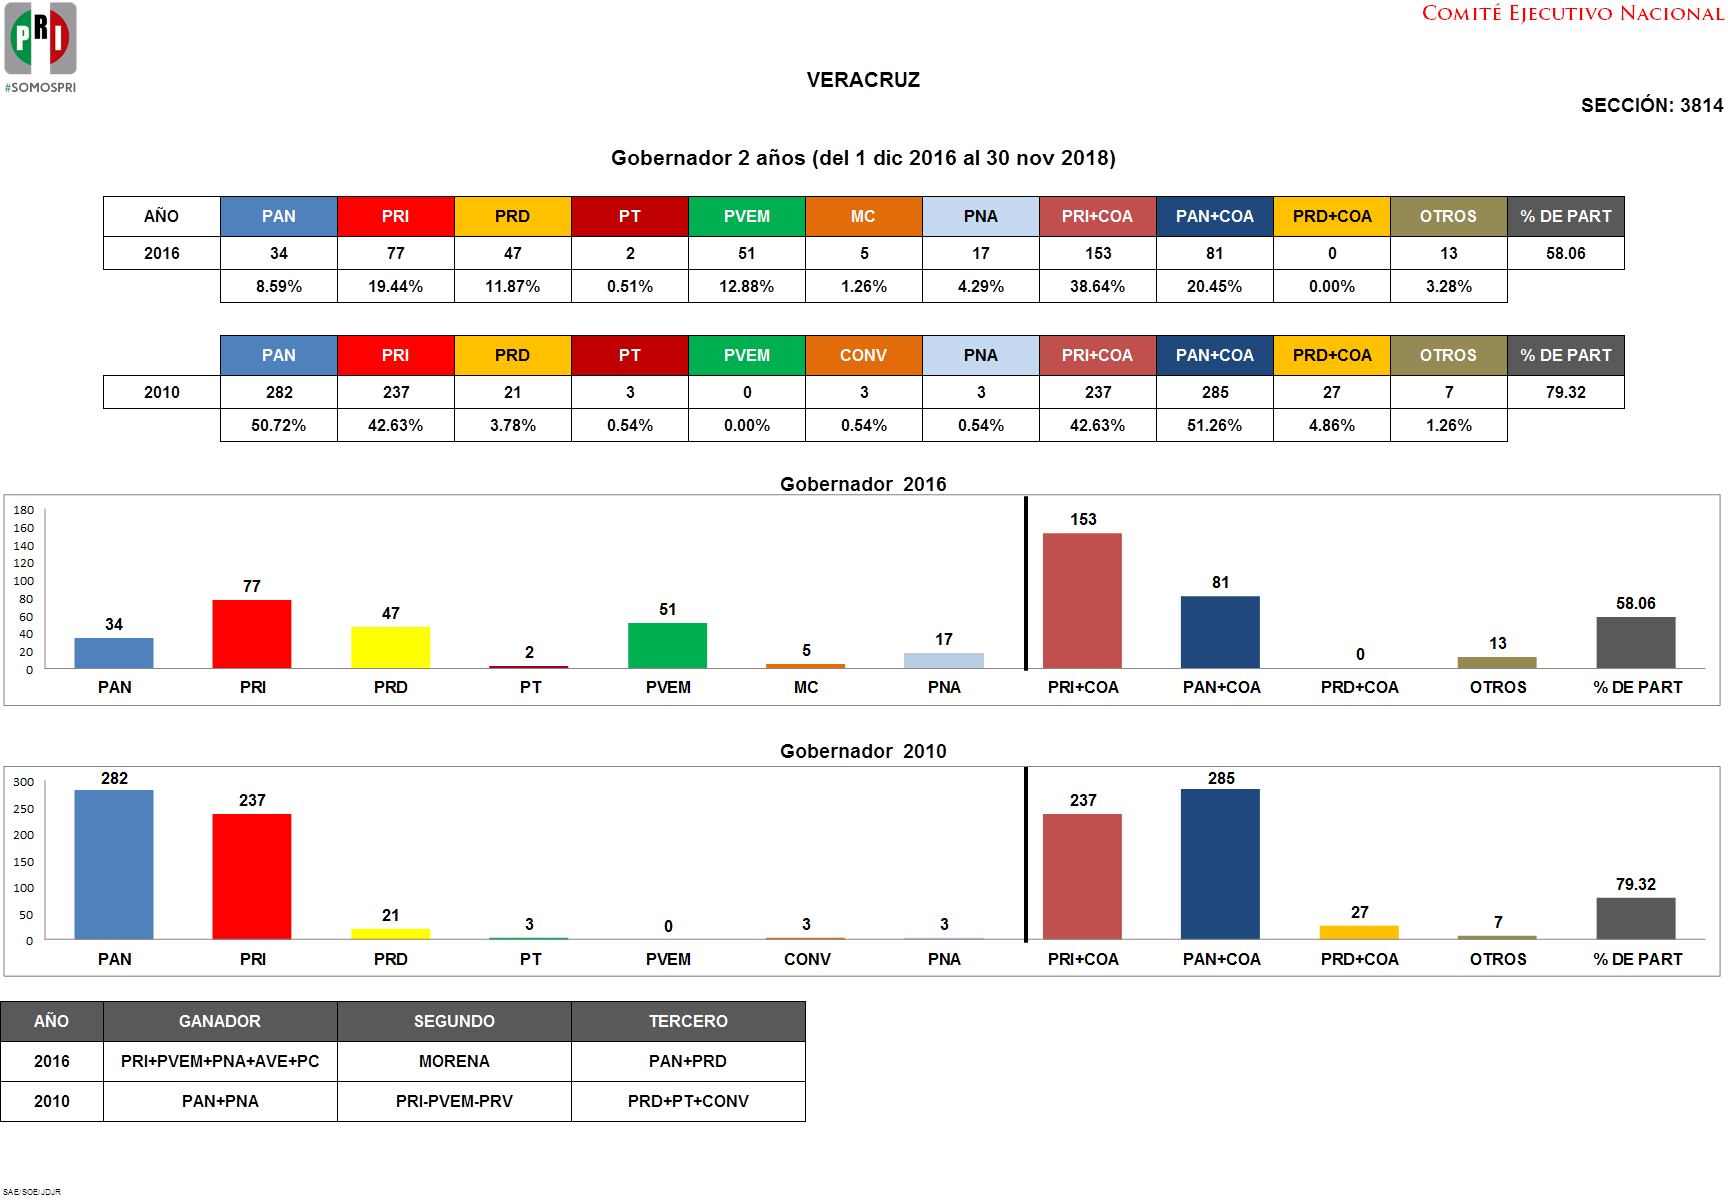 PRI
#SOMOSPRI
COMITÉ EJECUTIVO NACIONAL
VERACRUZ
SECCIÓN: 3814
Gobernador 2 años (del 1 dic 2016 al 30 nov 2018)
AÑO PAN PRI PRD PT PVEM MC PNA PRI+COA PAN+COA PRD+COA OTROS % DE PART
2016 34 77 47 2 51 5 17 153 81 0 13 58.06
8.59% 19.44% 11.87% 0.51% 12.88% 1.26% 4.29% 38.64% 20.45% 0.00% 3.28%
PAN PRI PRD PT PVEM CONV PNA PRI+COA PAN+COA PRD+COA OTROS % DE PART
2010 282 237 21 3 0 3 3 237 285 27 7 79.32
50.72% 42.63% 3.78% 0.54% 0.00% 0.54% 0.54% 42.63% 51.26% 4.86% 1.26%
Gobernador 2016
180
160
140
120
100
80
60
40
20
0
34 77 47 2 51 5 17 153 81 0 13 58.06
PAN PRI PRD PT PVEM MC PNA PRI+COA PAN+COA PRD+COA OTROS % DE PART
Gobernador 2010
300
250
200
150
100
50
0
282 237 21 3 0 3 3 237 285 27 7 79.32
PAN PRI PRD PT PVEM CONV PNA PRI+COA PAN+COA PRD+COA OTROS % DE PART
AÑO GANADOR SEGUNDO TERCERO
2016 PRI+PVEM+PNA+AVE+PC MORENA PAN+PRD
2010 PAN+PNA PRI-PVEM-PRV PRD+PT+CONV
SAE/SOE/JDJR